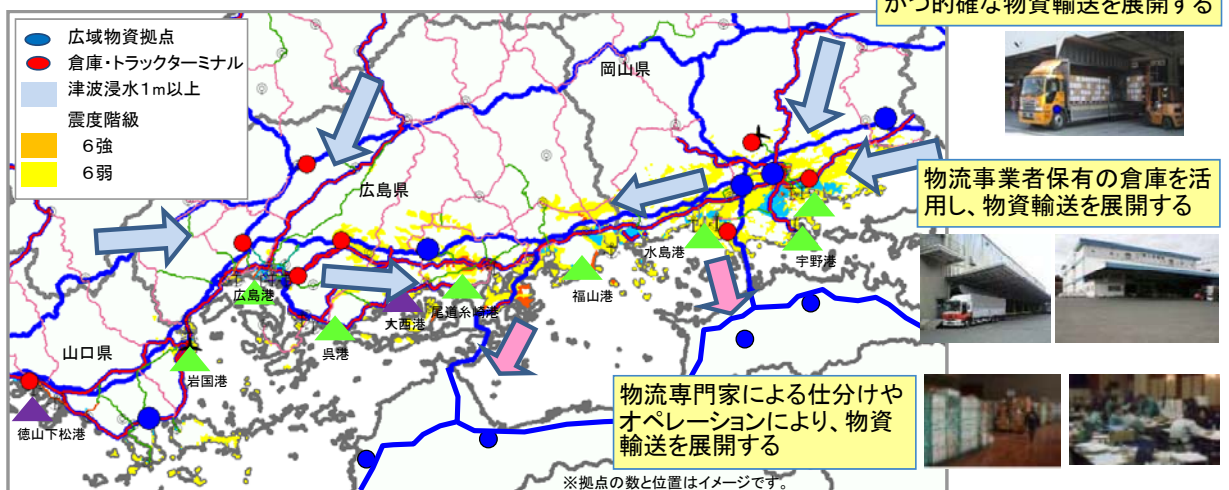 かつ的確な物資輸送を展開する
広域物資拠点
倉庫・トラックターミナル
津波浸水1m以上
震度階級
6強
6弱
岡山県
広島県
山口県
物流事業者保有の倉庫を活
用し、物資輸送を展開する
水島港
宇野港
福山港
広島港
大西港
尾道糸崎港
呉港
岩国港
徳山下松港
物流専門家による仕分けや
オペレーションにより、物資
輸送を展開する
※拠点の数と位置はイメージです。